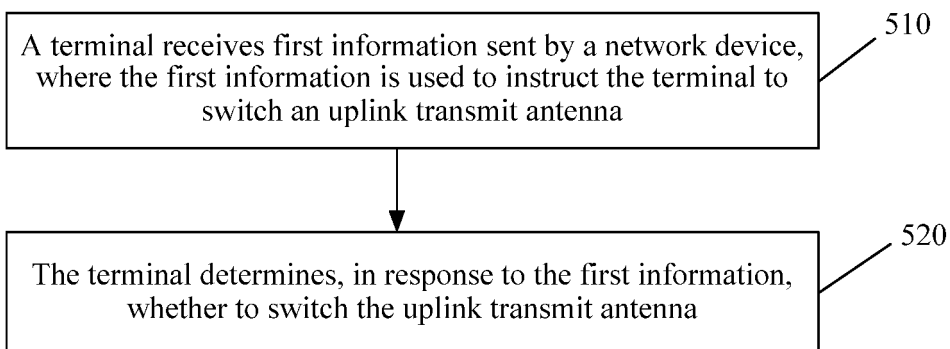 510
A terminal receives first information sent by a network device,
where the first information is used to instruct the terminal to
switch an uplink transmit antenna
520
The terminal determines, in response to the first information,
whether to switch the uplink transmit antenna